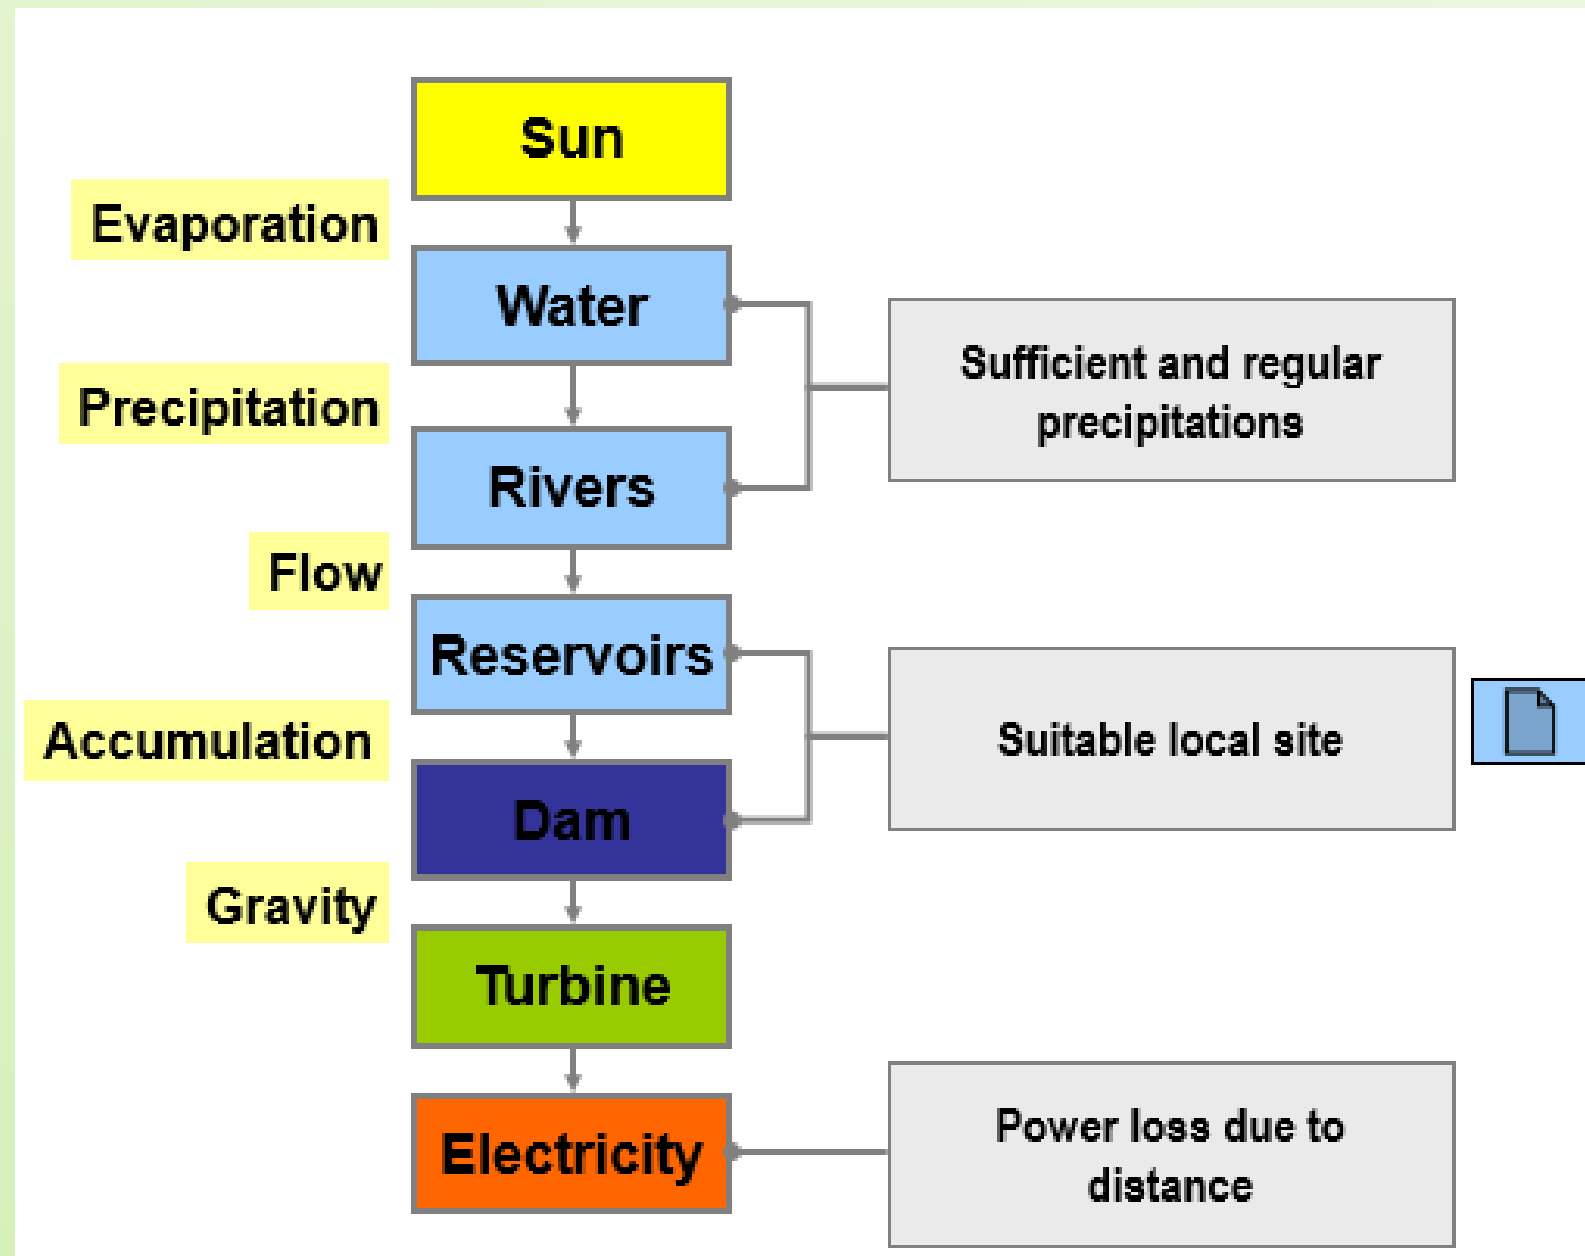 Sun
Evaporation
Water
Sufficient and regular
precipitations
Precipitation
Rivers
Flow
Reservoirs
Suitable local site
Accumulation
Dam
Gravity
Turbine
Electricity
Power loss due to
distance